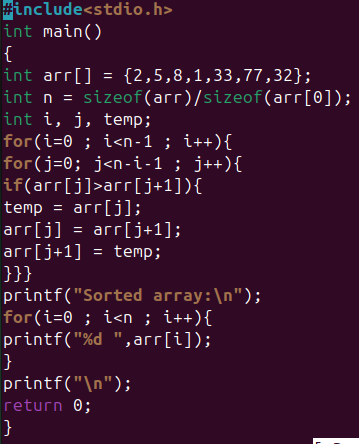 #include<stdio.h>
int main()
{
int arr[] = {2,5,8,1,33,77,32};
int n = sizeof(arr)/sizeof(arr[0]);
int i, j, temp;
for(i=0 ; i<n-1 ; i++){
for(j=0; j<n-i-1 ; j++){
if(arr[j]>arr[j+1]){
temp = arr[j];
arr[j] = arr[j+1];
arr[j+1] = temp;
}}}
printf("Sorted array:\n");
for(i=0 ; i<n ; i++){
printf("%d ",arr[i]);
}
printf("\n");
return 0;
}